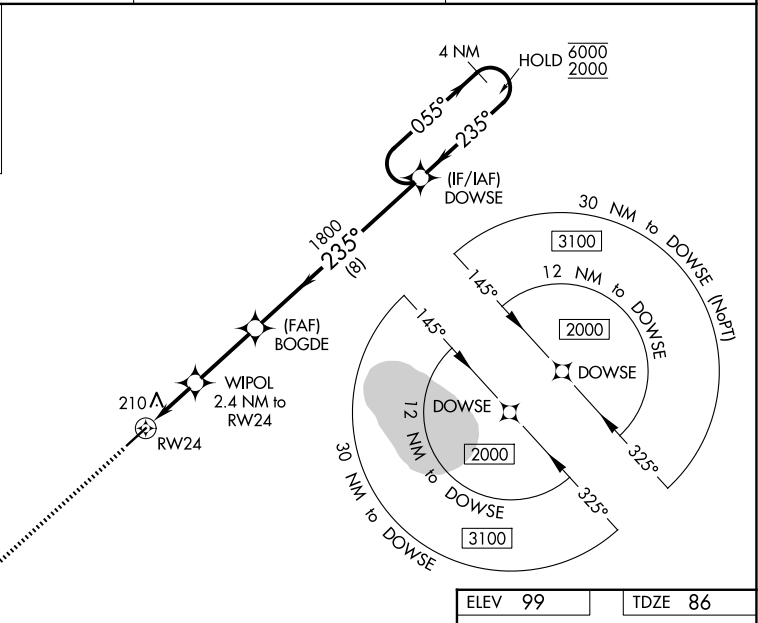 4 NM
HOLD 6000
2000
055°
235°
(IF/IAF)
DOWSE
1800
235°
(8)
(FAF)
BOGDE
WIPOL
2.4 NM to
RW24
210
RW24
30 NM to DOWSE (NoPT)
3100
12 NM to DOWSE
2000
145°
DOWSE
325°
145°
DOWSE
12 NM to DOWSE
2000
325°
30 NM to DOWSE
3100
ELEV 99
TDZE 86